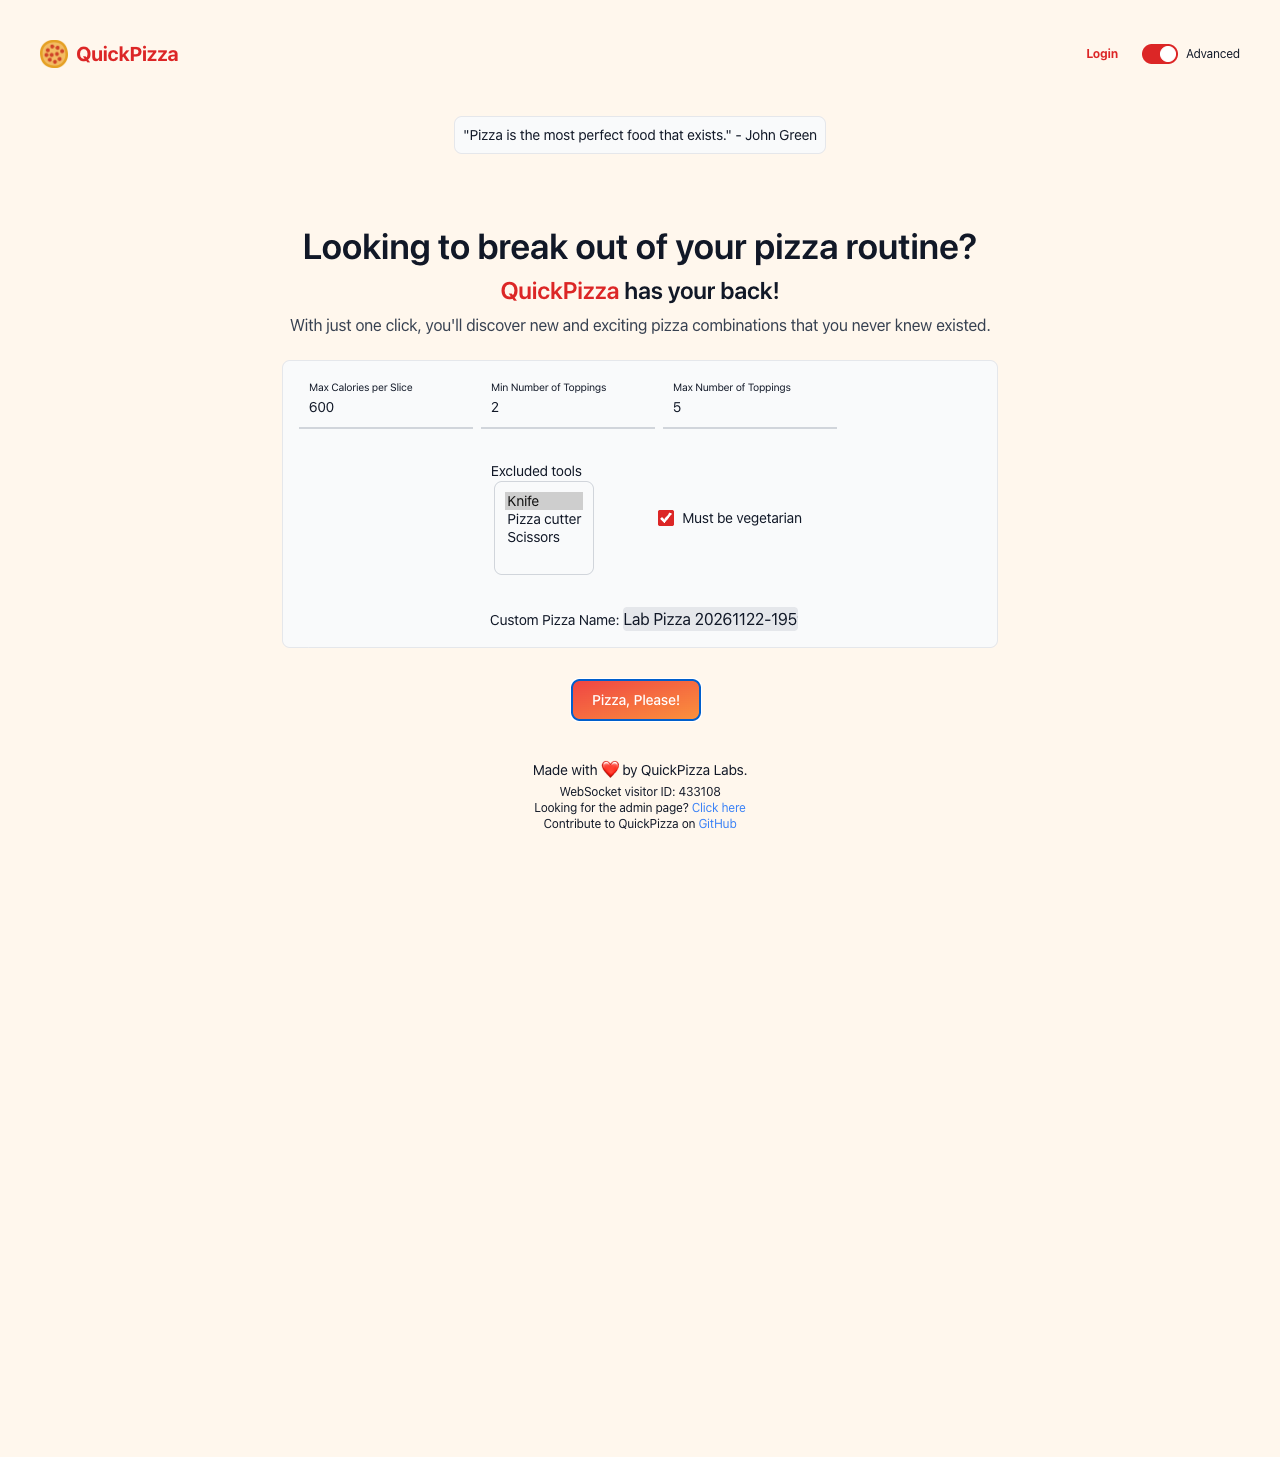 QuickPizza
Login
Advanced
"Pizza is the most perfect food that exists." - John Green
Looking to break out of your pizza routine?
QuickPizza has your back!
With just one click, you'll discover new and exciting pizza combinations that you never knew existed.
Max Calories per Slice
600
Min Number of Toppings
2
Max Number of Toppings
5
Excluded tools
Knife
Pizza cutter
Scissors
Must be vegetarian
Custom Pizza Name: Lab Pizza 20261122-195
Pizza, Please!
Made with ❤️ by QuickPizza Labs.
WebSocket visitor ID: 433108
Looking for the admin page? Click here
Contribute to QuickPizza on GitHub